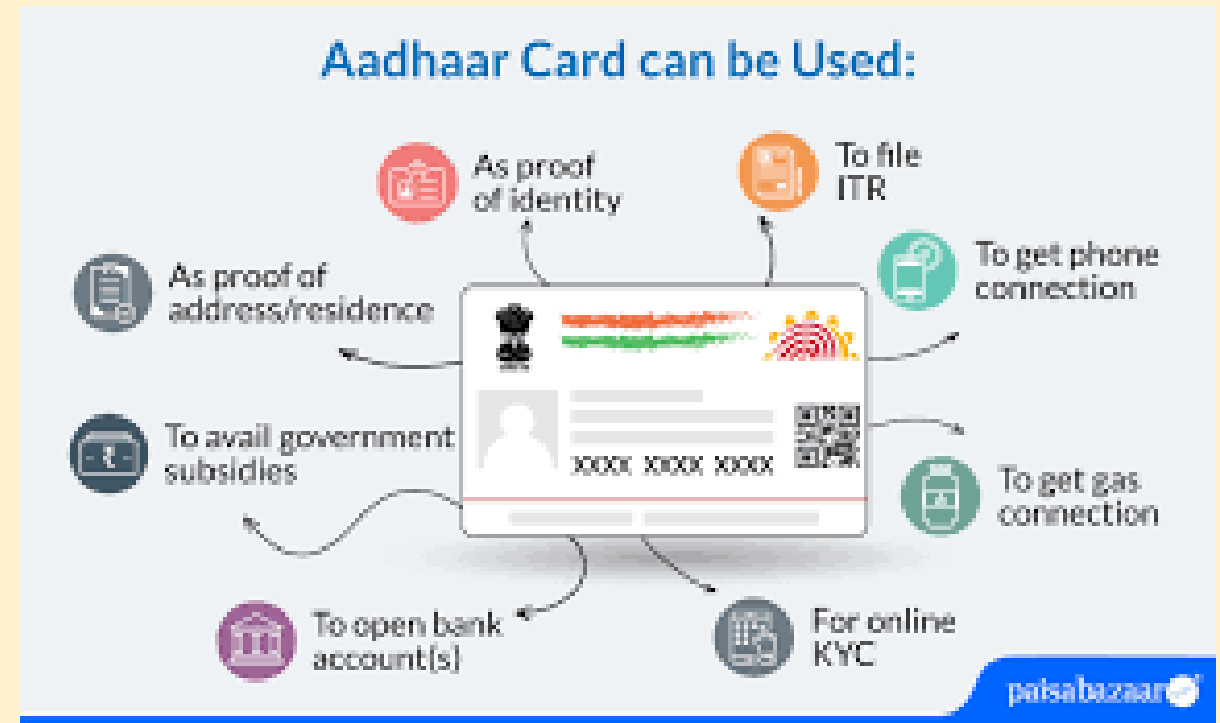 Aadhaar Card can be Used:
As proof
of identity
To file
ITR
As proof of
address/residence
To get phone
connection
To avail government
subsidies
XXXX XXXX XXXX
To get gas
connection
To open bank
account(s)
For online
KYC
paisabazaar